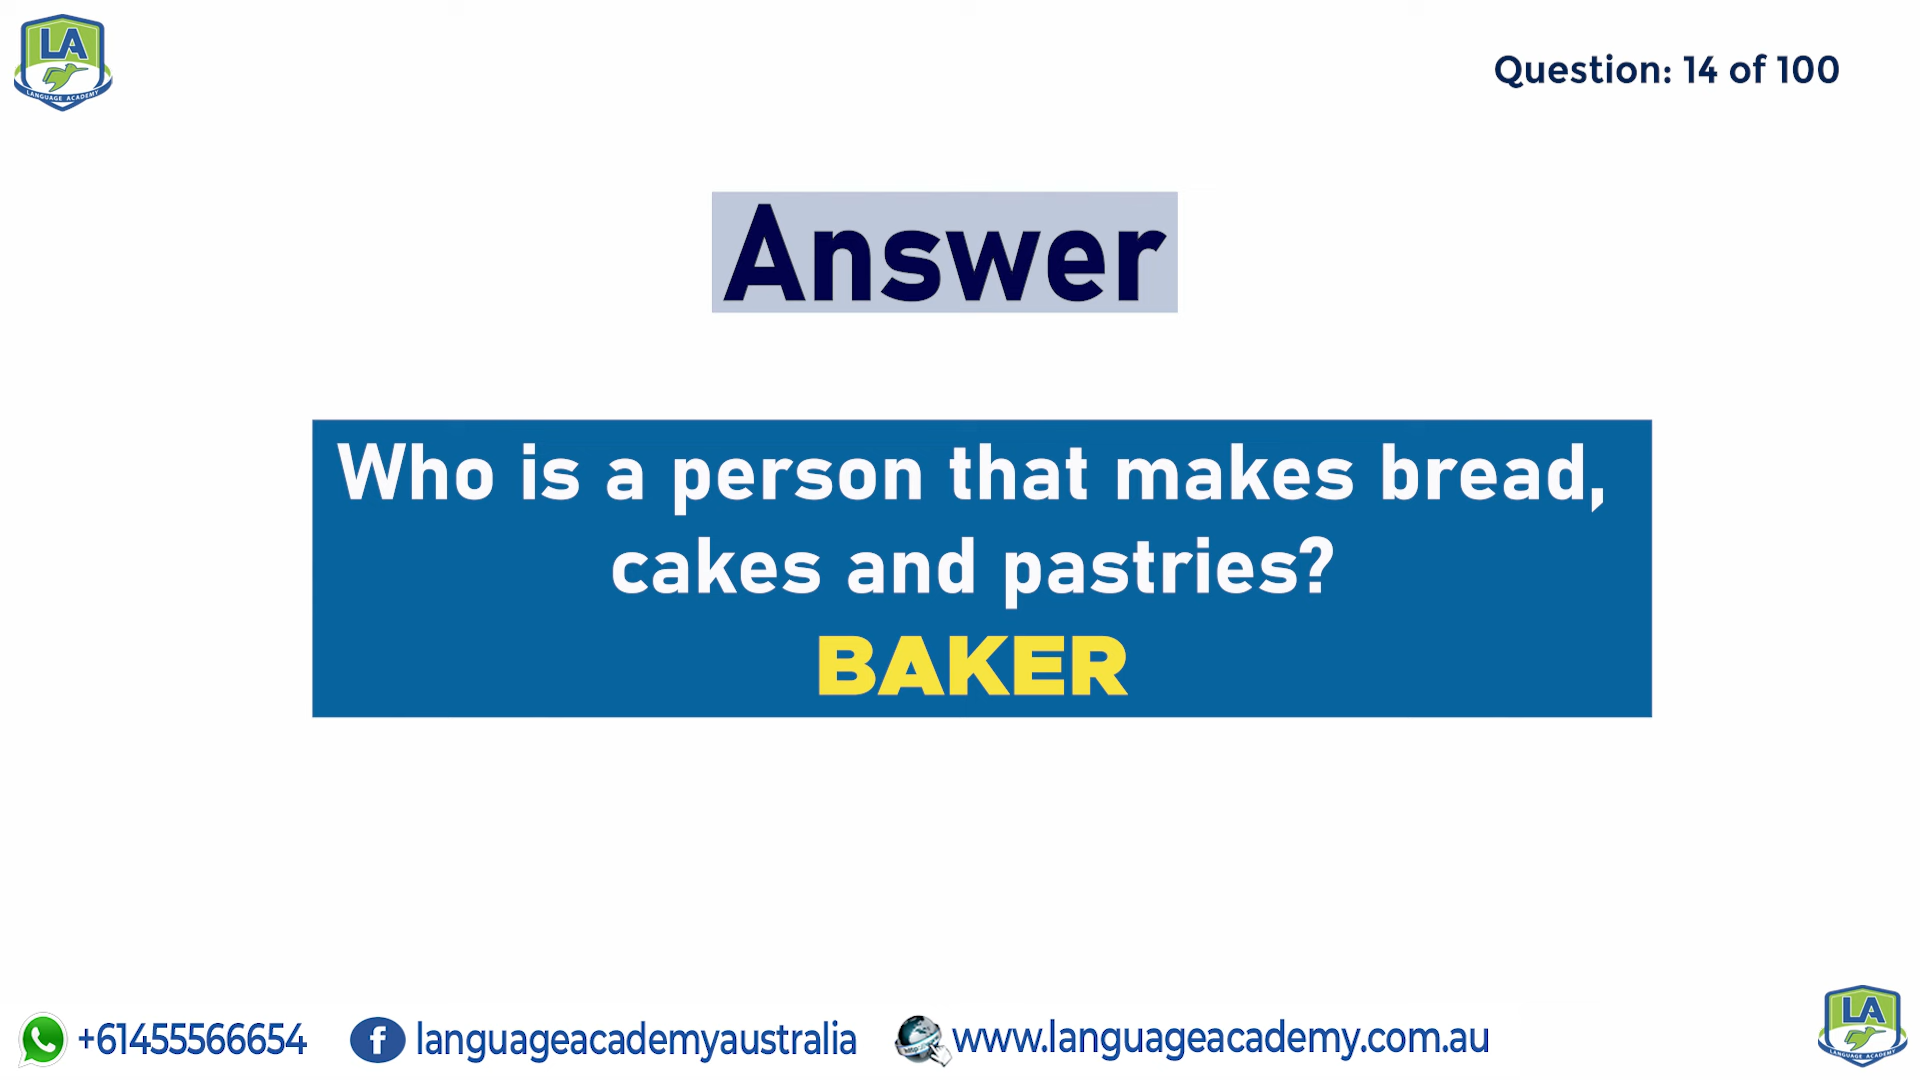 LA
LANGUAGE ACADEMY
Question: 14 of 100
Answer
Who is a person that makes bread,
cakes and pastries?
BAKER
+61455566654
f
languageacademyaustralia
http:
www.languageacademy.com.au
LA
LANGUAGE ACADEMY